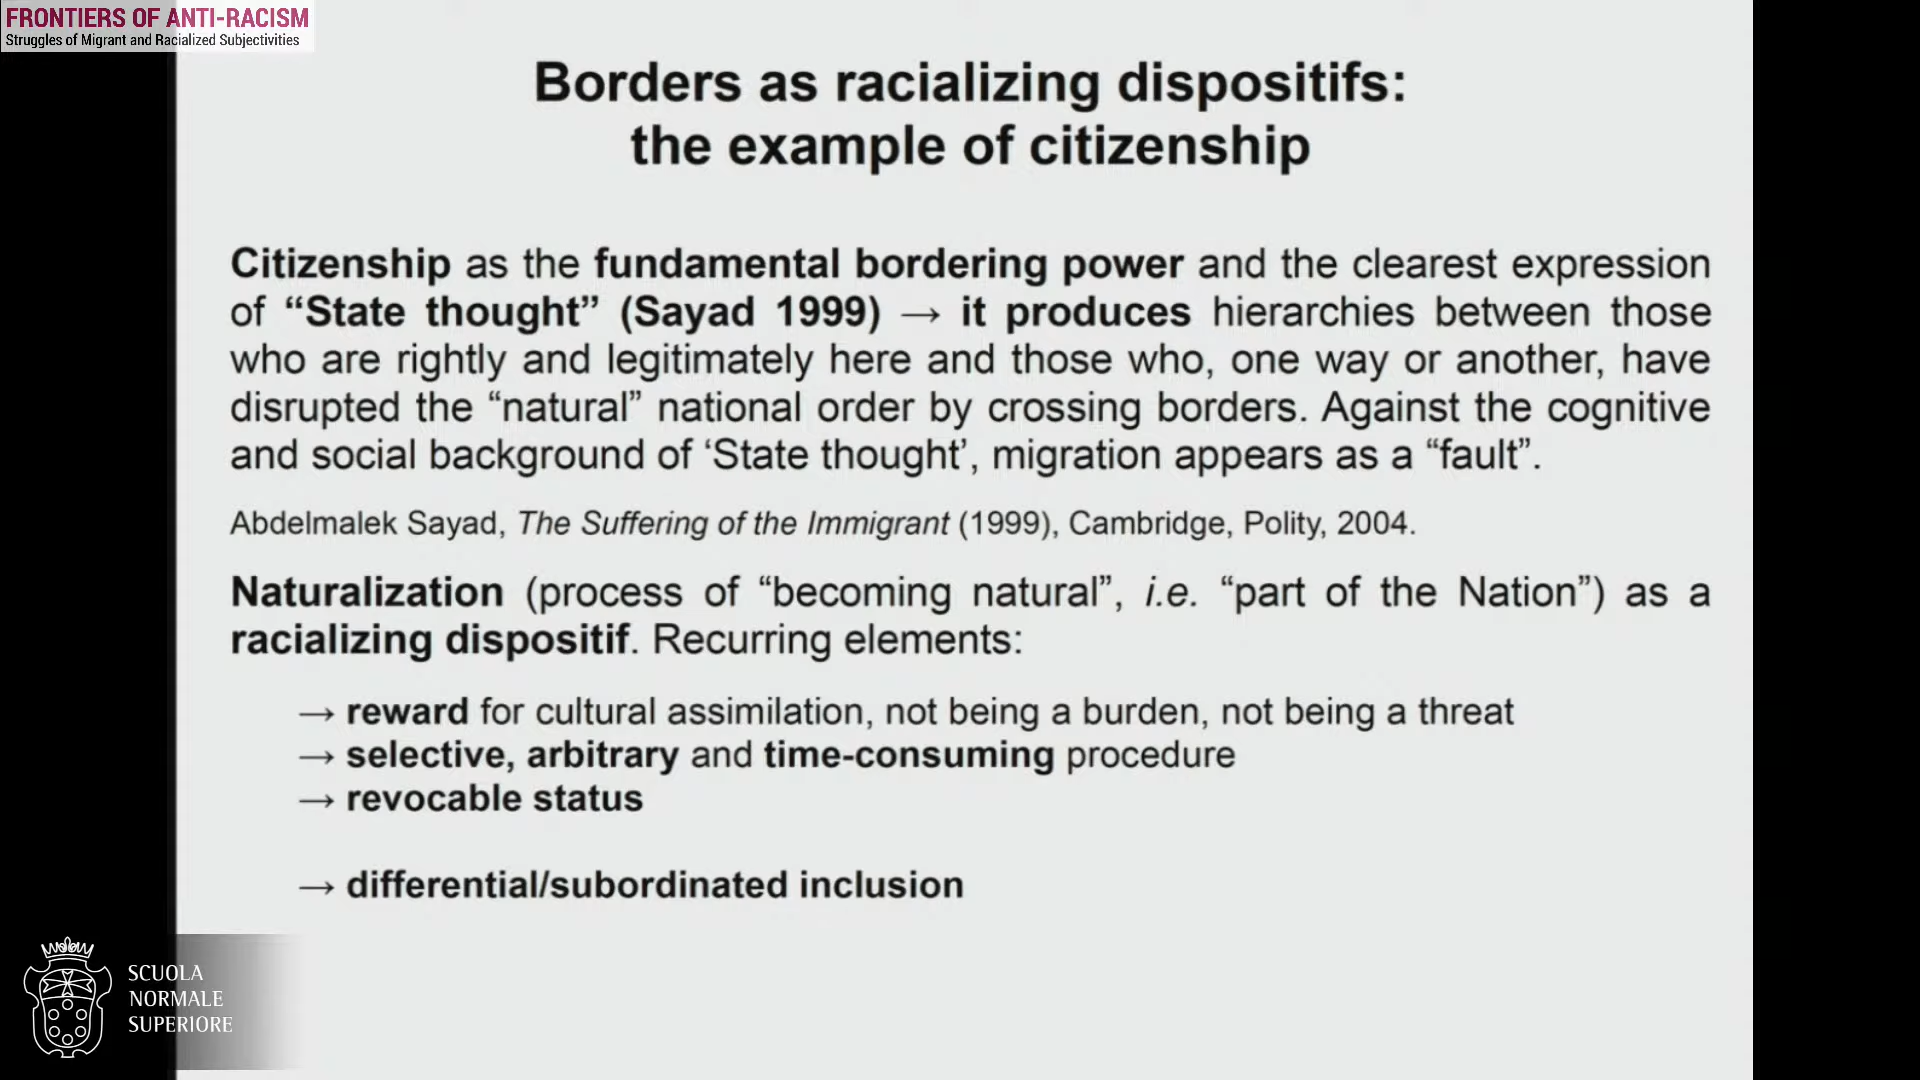 FRONTIERS OF ANTI-RACISM
Struggles of Migrant and Racialized Subjectivities
Borders as racializing dispositifs:
the example of citizenship
Citizenship as the fundamental bordering power and the clearest expression
of “State thought” (Sayad 1999) → it produces hierarchies between those
who are rightly and legitimately here and those who, one way or another, have
disrupted the “natural” national order by crossing borders. Against the cognitive
and social background of ‘State thought’, migration appears as a “fault”.
Abdelmalek Sayad, The Suffering of the Immigrant (1999), Cambridge, Polity, 2004.
Naturalization (process of “becoming natural”, i.e. “part of the Nation”) as a
racializing dispositif. Recurring elements:
→ reward for cultural assimilation, not being a burden, not being a threat
→ selective, arbitrary and time-consuming procedure
→ revocable status
→ differential/subordinated inclusion
SCUOLA
NORMALE
SUPERIORE